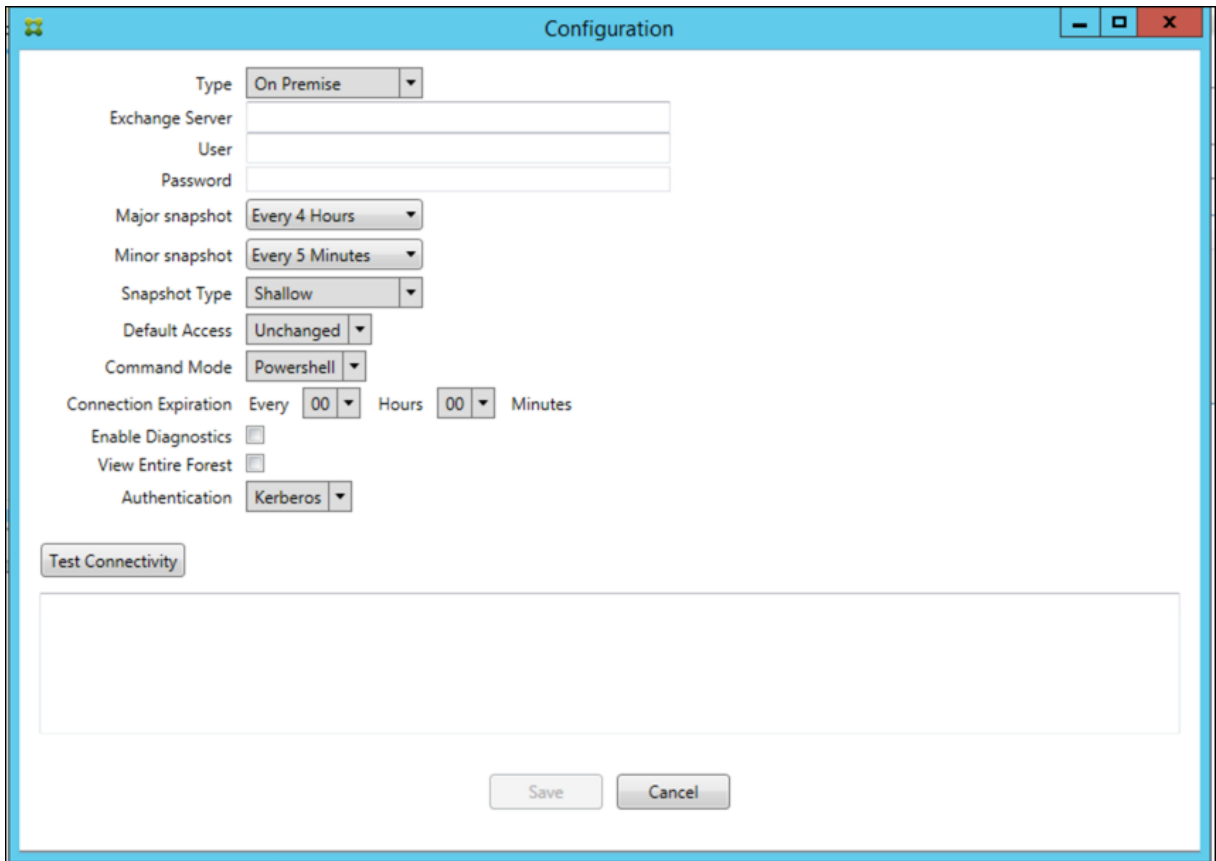 Configuration
Type On Premise
Exchange Server
User
Password
Major snapshot Every 4 Hours
Minor snapshot Every 5 Minutes
Snapshot Type Shallow
Default Access Unchanged
Command Mode Powershell
Connection Expiration Every 00 Hours 00 Minutes
Enable Diagnostics
View Entire Forest
Authentication Kerberos
Test Connectivity
Save Cancel